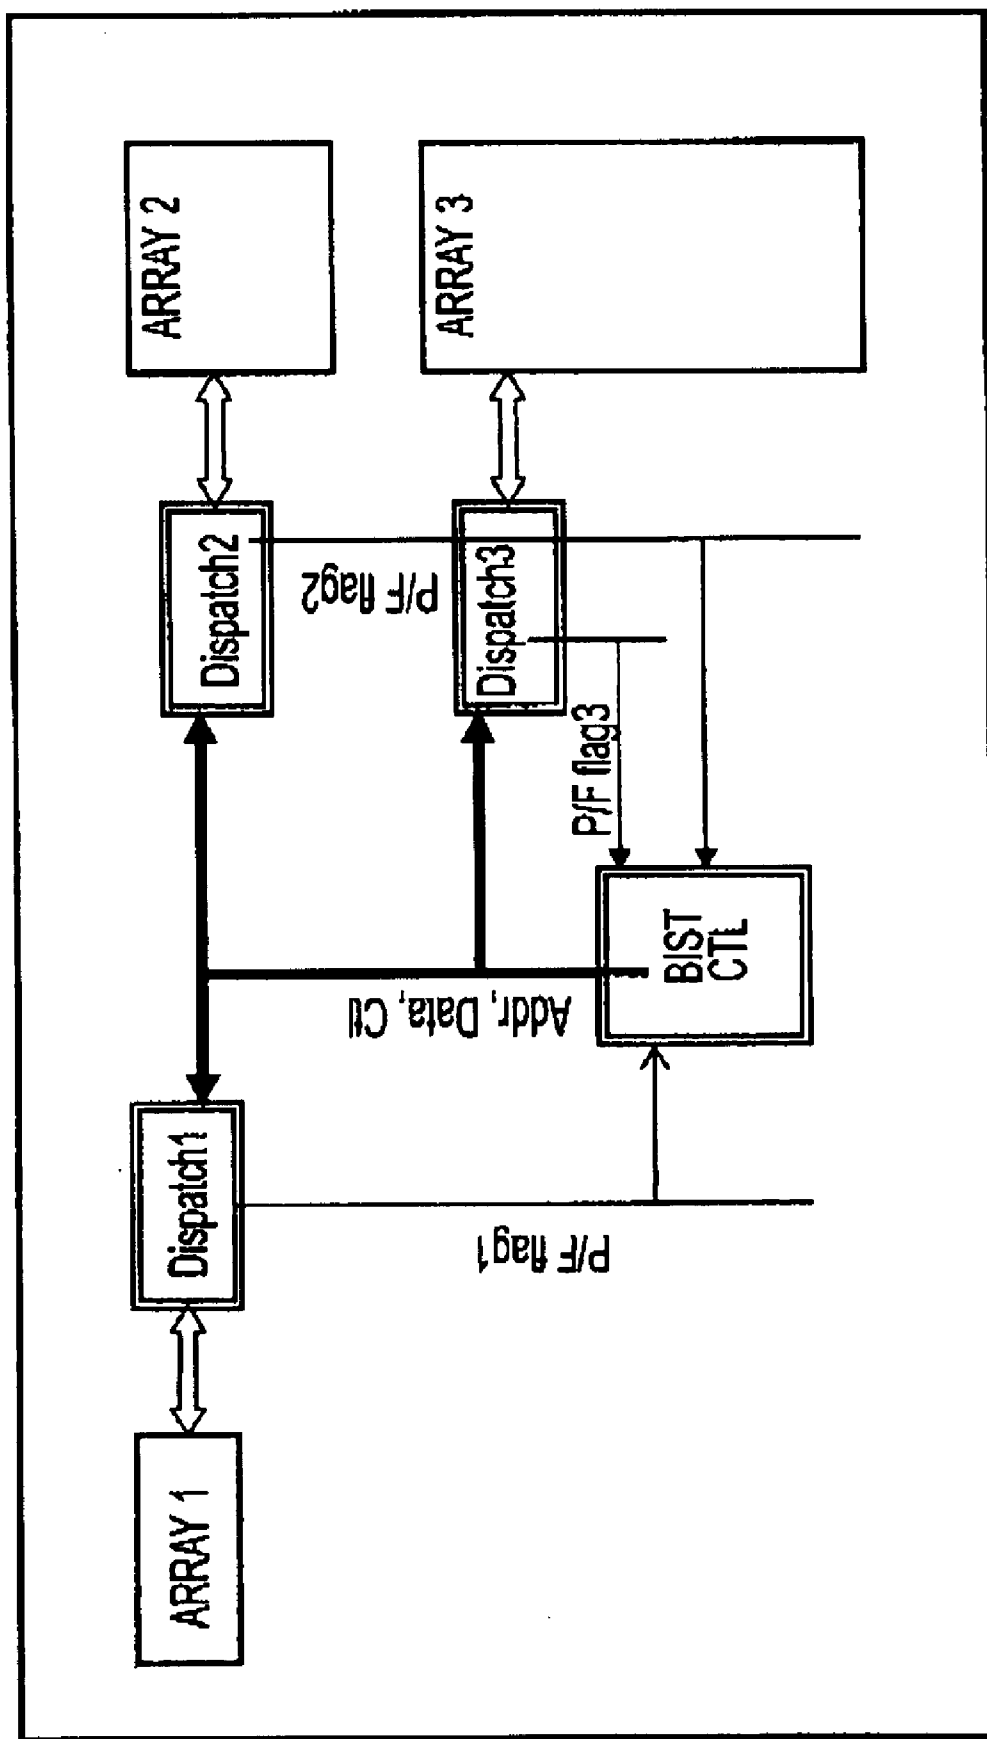 ARRAY 1
Dispatch1
Dispatch2
ARRAY 2
P/F flag1
Addr, Data, Ctl
P/F flag2
Dispatch3
ARRAY 3
P/F flag3
BIST
CTL